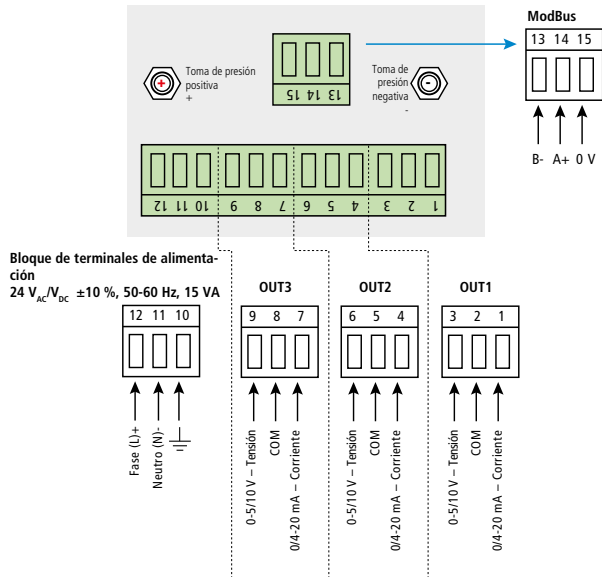 ModBus
13 14 15
B- A+ 0 V
Toma de presión
positiva
+
Toma de
presión
negativa
-
15 14 13
12 11 10 9 8 7 6 5 4 3 2 1
Bloque de terminales de alimenta-
ción
24 VAC/VDC ±10 %, 50-60 Hz, 15 VA
12 11 10
Fase (L)+
Neutro (N)-
OUT3
9 8 7
0-5/10 V – Tensión
COM
0/4-20 mA – Corriente
OUT2
6 5 4
0-5/10 V – Tensión
COM
0/4-20 mA – Corriente
OUT1
3 2 1
0-5/10 V – Tensión
COM
0/4-20 mA – Corriente